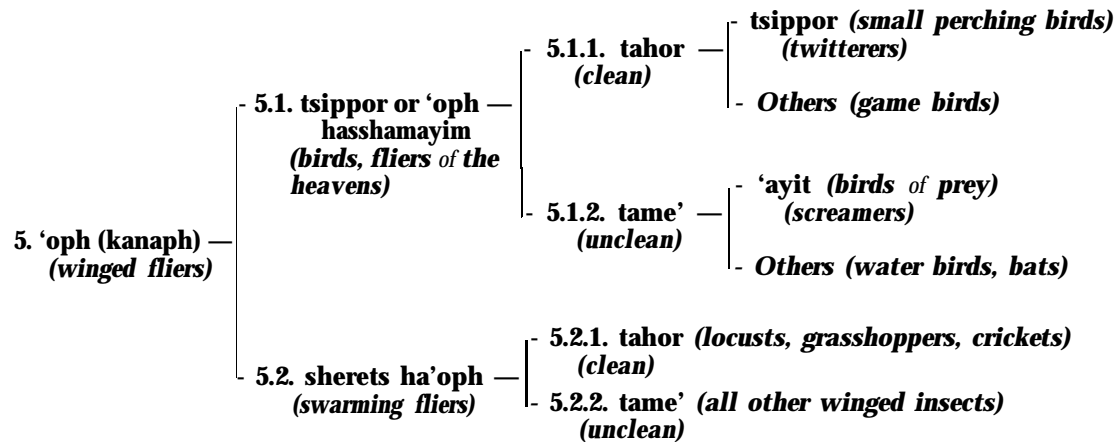 5. ‘oph (kanaph) —
(winged fliers)
- 5.1. tsippor or ‘oph —
hasshamayim
(birds, fliers of the
heavens)
- 5.1.1. tahor —
(clean)
- tsippor (small perching birds)
(twitterers)
- Others (game birds)
- 5.1.2. tame’ —
(unclean)
- ‘ayit (birds of prey)
(screamers)
- Others (water birds, bats)
- 5.2. sherets ha’oph —
(swarming fliers)
- 5.2.1. tahor (locusts, grasshoppers, crickets)
(clean)
- 5.2.2. tame’ (all other winged insects)
(unclean)